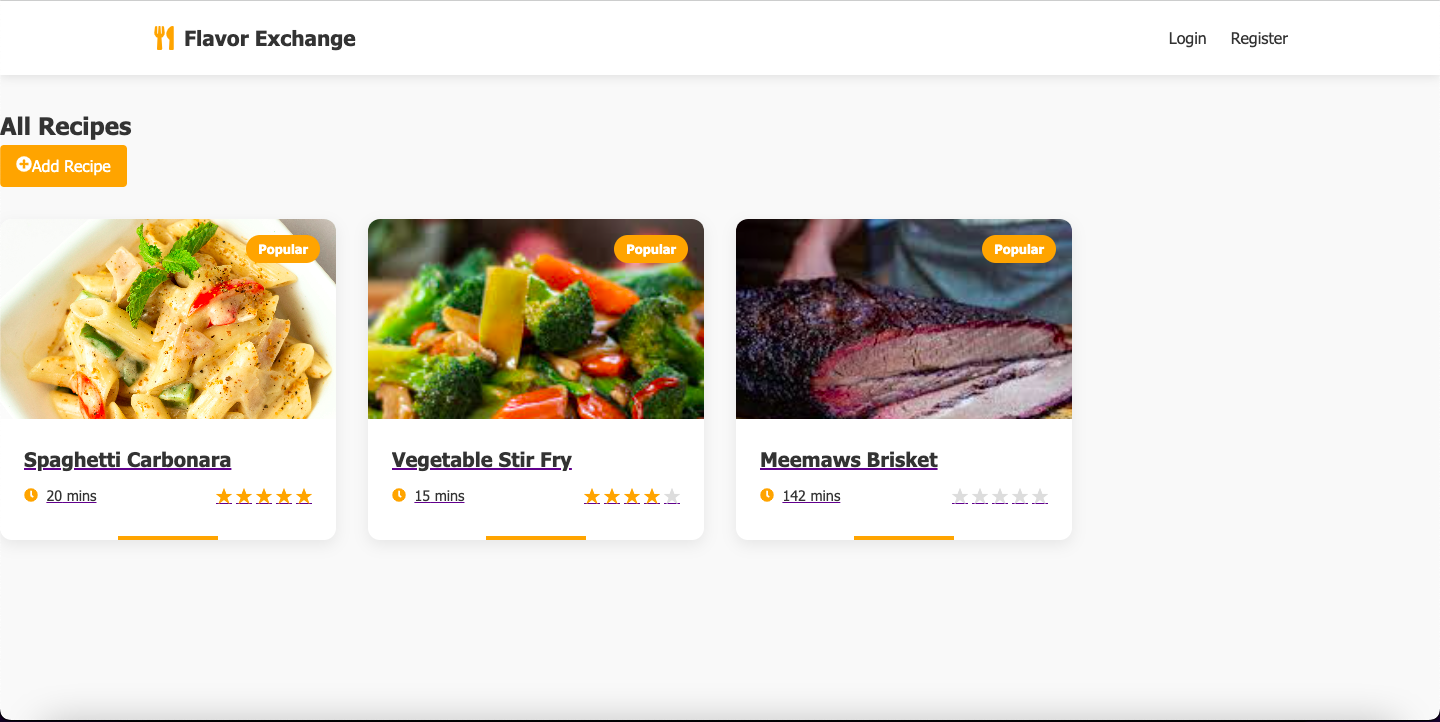 Flavor Exchange
Login Register
All Recipes
Add Recipe
Popular
Popular
Popular
Spaghetti Carbonara
20 mins
Vegetable Stir Fry
15 mins
Meemaws Brisket
142 mins